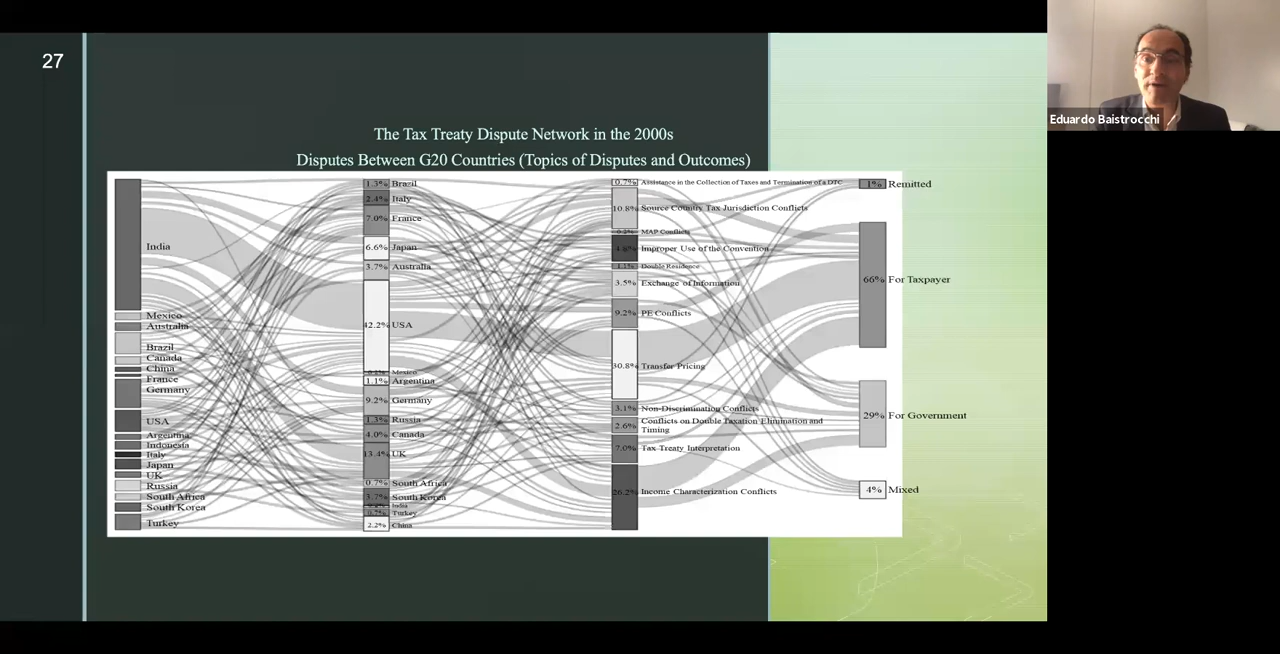 27
Eduardo Baistrocchi
The Tax Treaty Dispute Network in the 2000s
Disputes Between G20 Countries (Topics of Disputes and Outcomes)
India
Mexico
Australia
Brazil
Canada
China
France
Germany
USA
Argentina
Indonesia
Italy
Japan
UK
Russia
South Africa
South Korea
Turkey
1.3% Brazil
2.4% Italy
7.0% France
6.6% Japan
3.7% Australia
42.2% USA
Mexico
1.1% Argentina
9.2% Germany
1.3% Russia
4.0% Canada
13.4% UK
0.7% South Africa
3.7% South Korea
India
Turkey
2.2% China
0.7% Assistance in the Collection of Taxes and Termination of a DTC
10.8% Source Country Tax Jurisdiction Conflicts
MAP Conflicts
4.8% Improper Use of the Convention
Double Residence
3.5% Exchange of Information
9.2% PE Conflicts
30.8% Transfer Pricing
3.1% Non-Discrimination Conflicts
2.6% Conflicts on Double Taxation Elimination and
Timing
7.0% Tax Treaty Interpretation
26.2% Income Characterization Conflicts
1% Remitted
66% For Taxpayer
29% For Government
4% Mixed